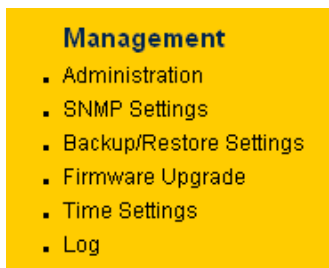 Management
Administration
SNMP Settings
Backup/Restore Settings
Firmware Upgrade
Time Settings
Log